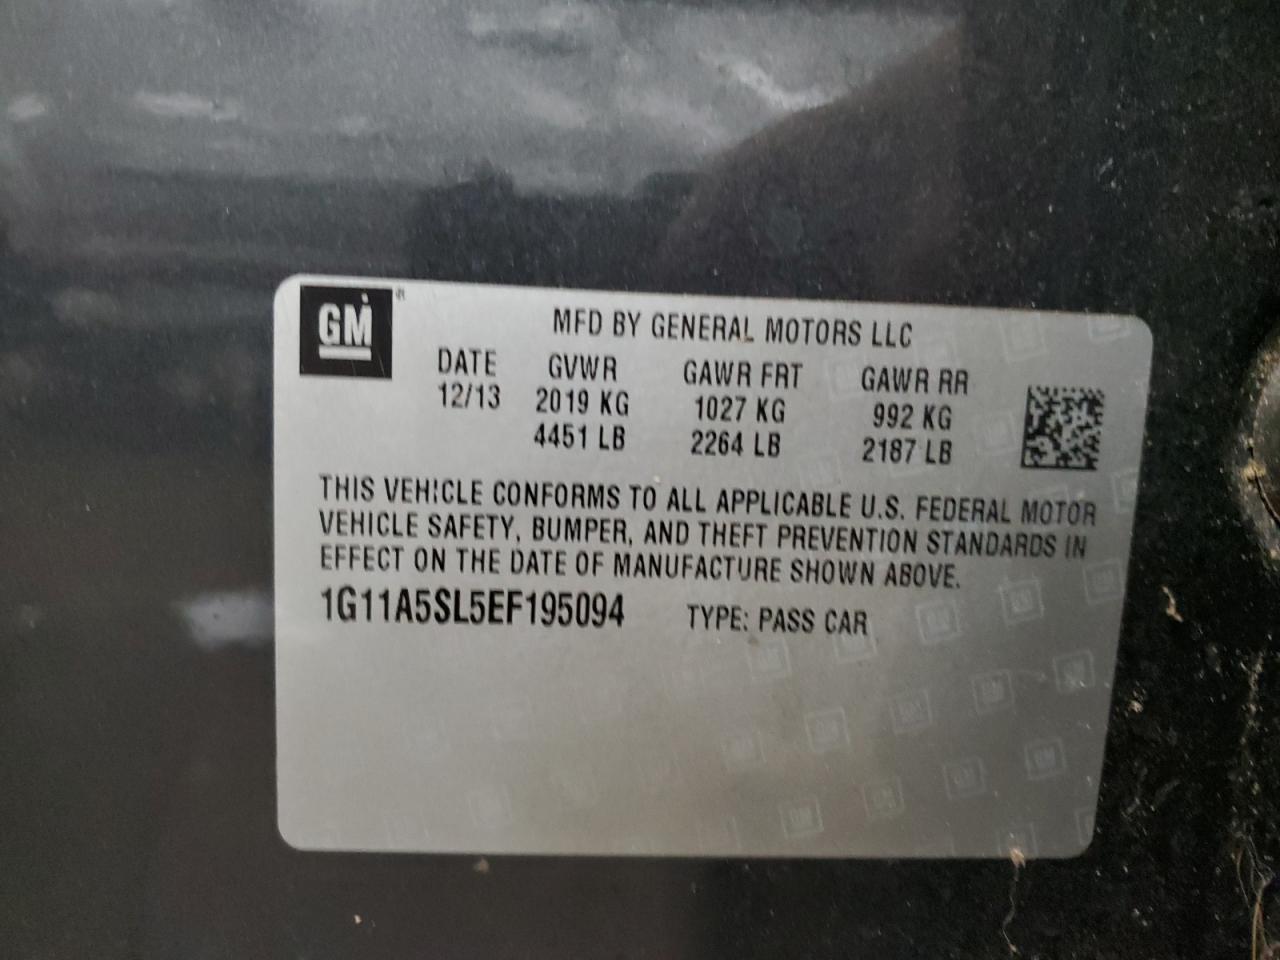 GM
MFD BY GENERAL MOTORS LLC
DATE GVWR GAWR FRT GAWR RR
12/13 2019 KG 1027 KG 992 KG
4451 LB 2264 LB 2187 LB
THIS VEHICLE CONFORMS TO ALL APPLICABLE U.S. FEDERAL MOTOR
VEHICLE SAFETY, BUMPER, AND THEFT PREVENTION STANDARDS IN
EFFECT ON THE DATE OF MANUFACTURE SHOWN ABOVE.
1G11A5SL5EF195094 TYPE: PASS CAR